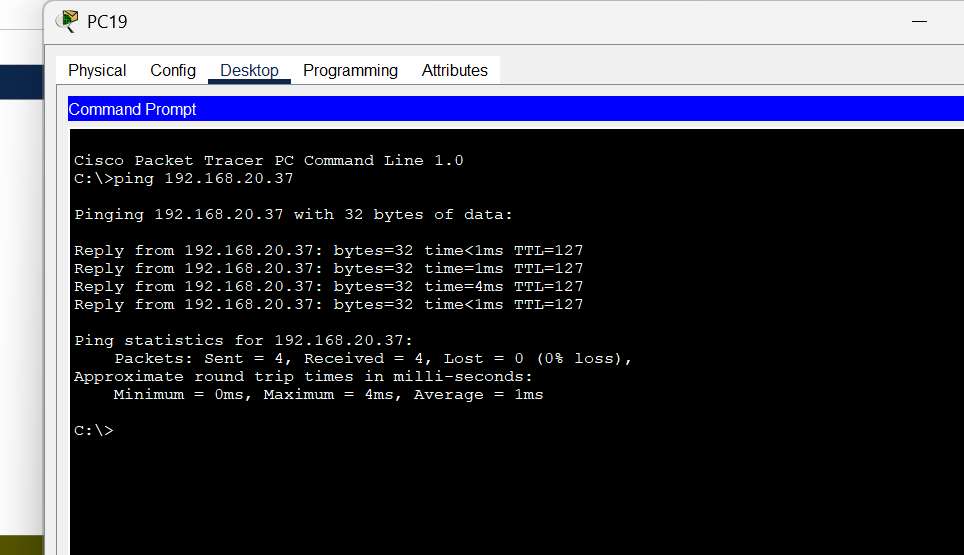 PC19
Physical Config Desktop Programming Attributes
Command Prompt
Cisco Packet Tracer PC Command Line 1.0
C:\>ping 192.168.20.37
Pinging 192.168.20.37 with 32 bytes of data:
Reply from 192.168.20.37: bytes=32 time<1ms TTL=127
Reply from 192.168.20.37: bytes=32 time=1ms TTL=127
Reply from 192.168.20.37: bytes=32 time=4ms TTL=127
Reply from 192.168.20.37: bytes=32 time<1ms TTL=127
Ping statistics for 192.168.20.37:
Packets: Sent = 4, Received = 4, Lost = 0 (0% loss),
Approximate round trip times in milli-seconds:
Minimum = 0ms, Maximum = 4ms, Average = 1ms
C:\>